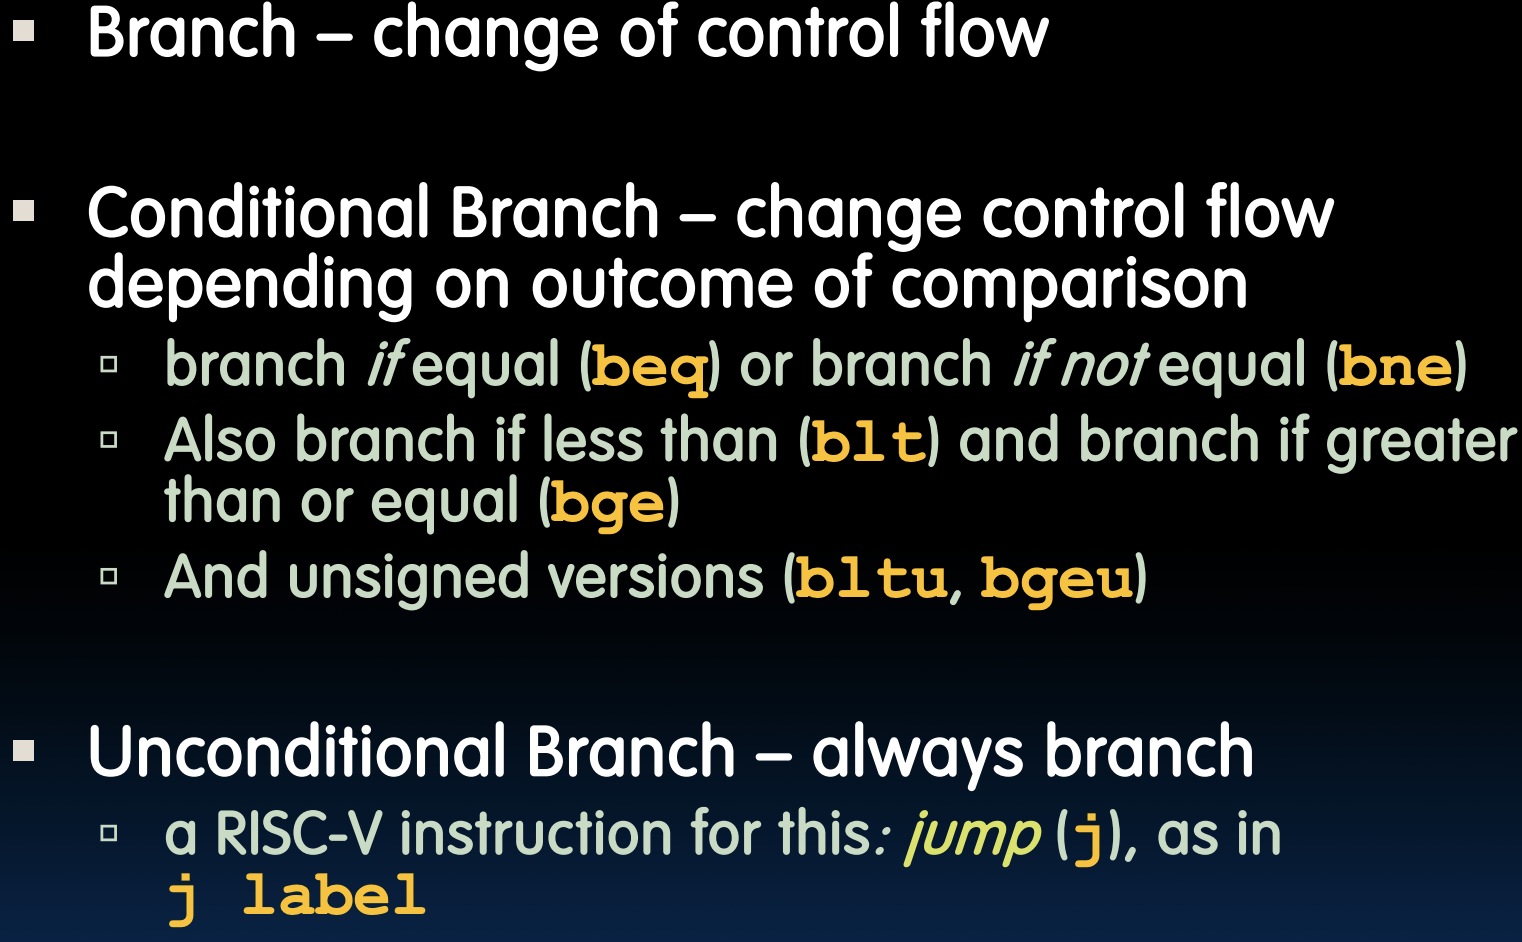 Branch – change of control flow
Conditional Branch – change control flow
depending on outcome of comparison
branch if equal (beq) or branch if not equal (bne)
Also branch if less than (blt) and branch if greater
than or equal (bge)
And unsigned versions (bltu, bgeu)
Unconditional Branch – always branch
a RISC-V instruction for this: jump (j), as in
j label